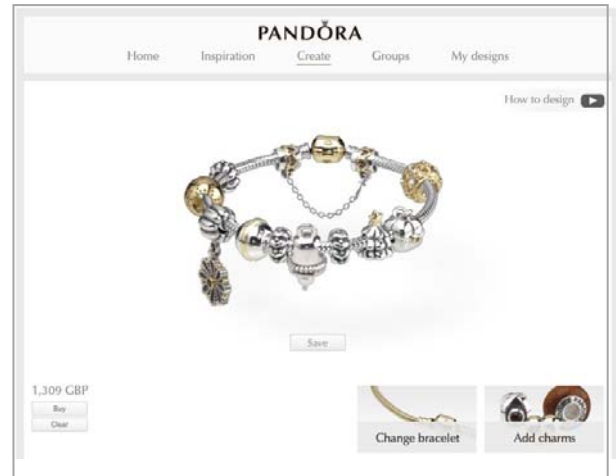 PANDÖRA
Home Inspiration Create Groups My designs
How to design
Save
1,309 GBP
Buy
Clear
Change bracelet Add charms